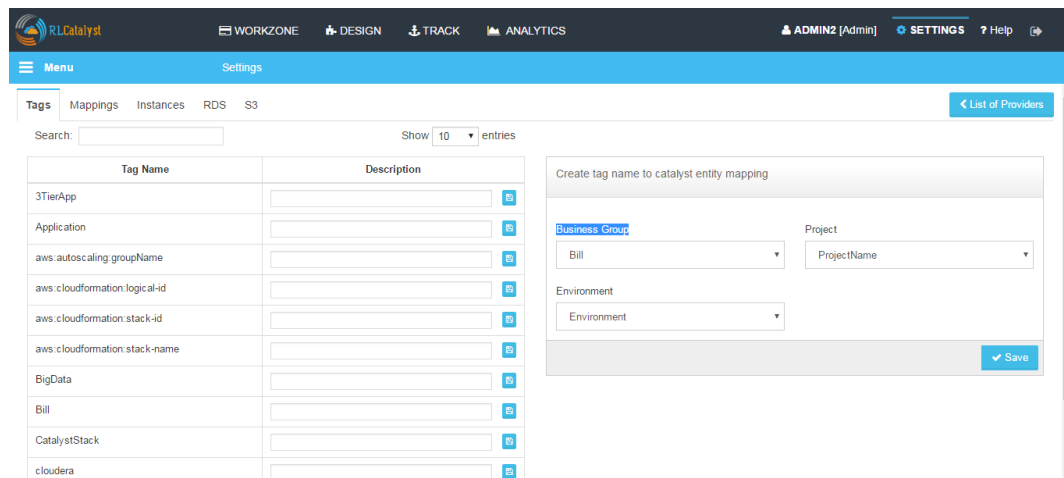 RLCatalyst WORKZONE DESIGN TRACK ANALYTICS ADMIN2 [Admin] SETTINGS ? Help
Menu Settings
Tags Mappings Instances RDS S3 List of Providers
Search: Show 10 entries
Tag Name Description
Create tag name to catalyst entity mapping
3TierApp
Application
Business Group Project
aws:autoscaling:groupName
Bill ProjectName
aws:cloudformation:logical-id
Environment
aws:cloudformation:stack-id
Environment
aws:cloudformation:stack-name
Save
BigData
Bill
CatalystStack
cloudera